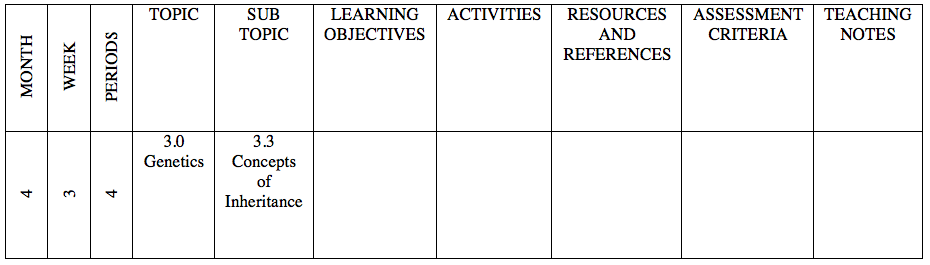 MONTH
WEEK
PERIODS
TOPIC
SUB
TOPIC
LEARNING
OBJECTIVES
ACTIVITIES
RESOURCES
AND
REFERENCES
ASSESSMENT
CRITERIA
TEACHING
NOTES
4
3
4
3.0
Genetics
3.3
Concepts
of
Inheritance